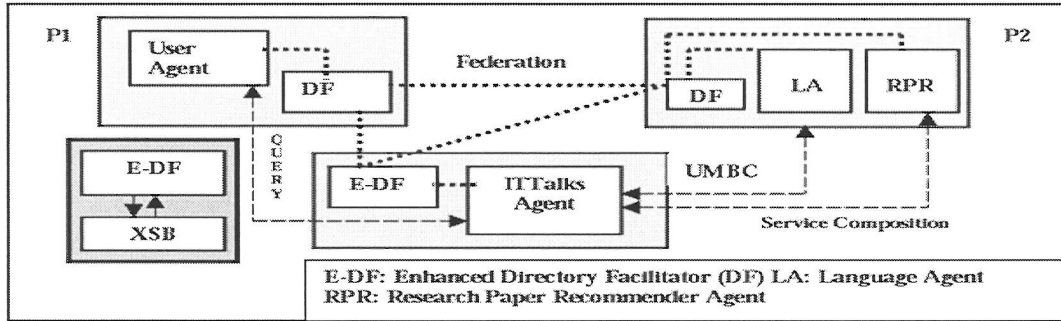 P1
User
Agent
DF
Federation
P2
DF
LA
RPR
QUERY
E-DF
XSB
E-DF
ITTalks
Agent
UMBC
Service Composition
E-DF: Enhanced Directory Facilitator (DF) LA: Language Agent
RPR: Research Paper Recommender Agent